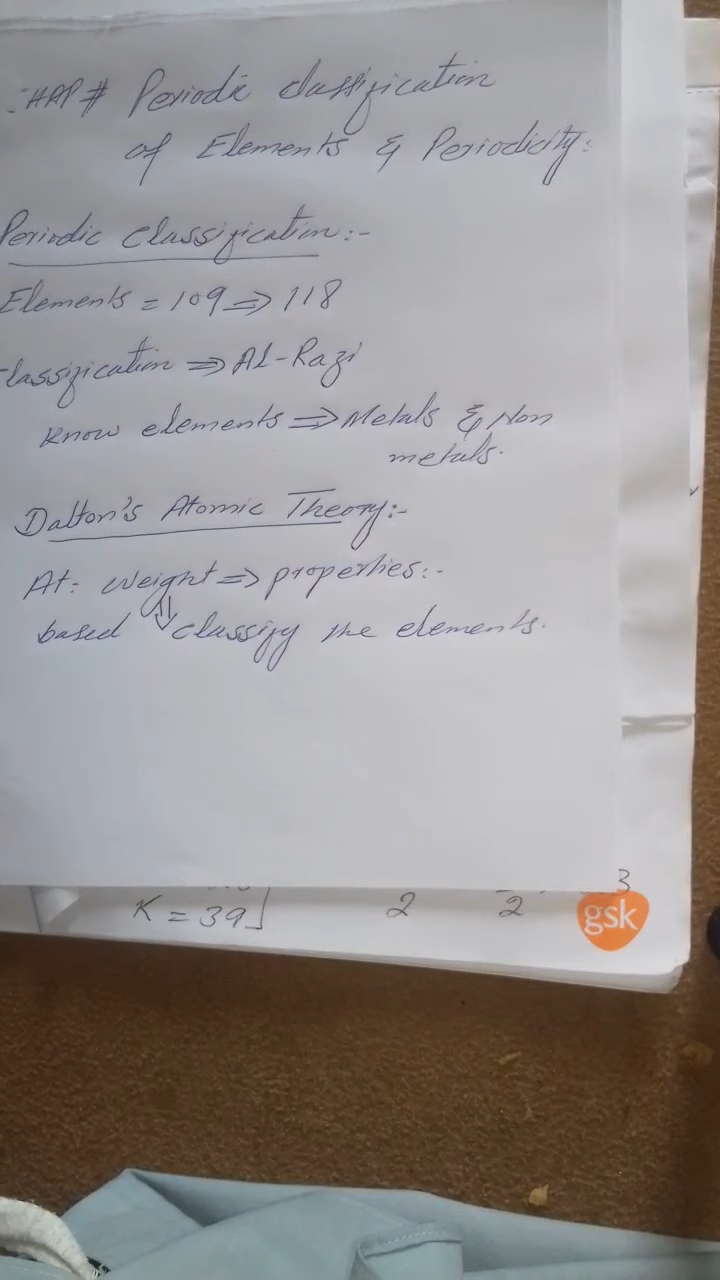 CHAP # Periodic classification
of Elements & Periodicity:
Periodic Classification:-
Elements = 109 => 118
Classification => Al-Razi
Know elements => Metals & Non
metals.
Dalton's Atomic Theory:-
At: weight => properties:-
based ⇓ classify the elements.
K = 39] 2 2 3
gsk